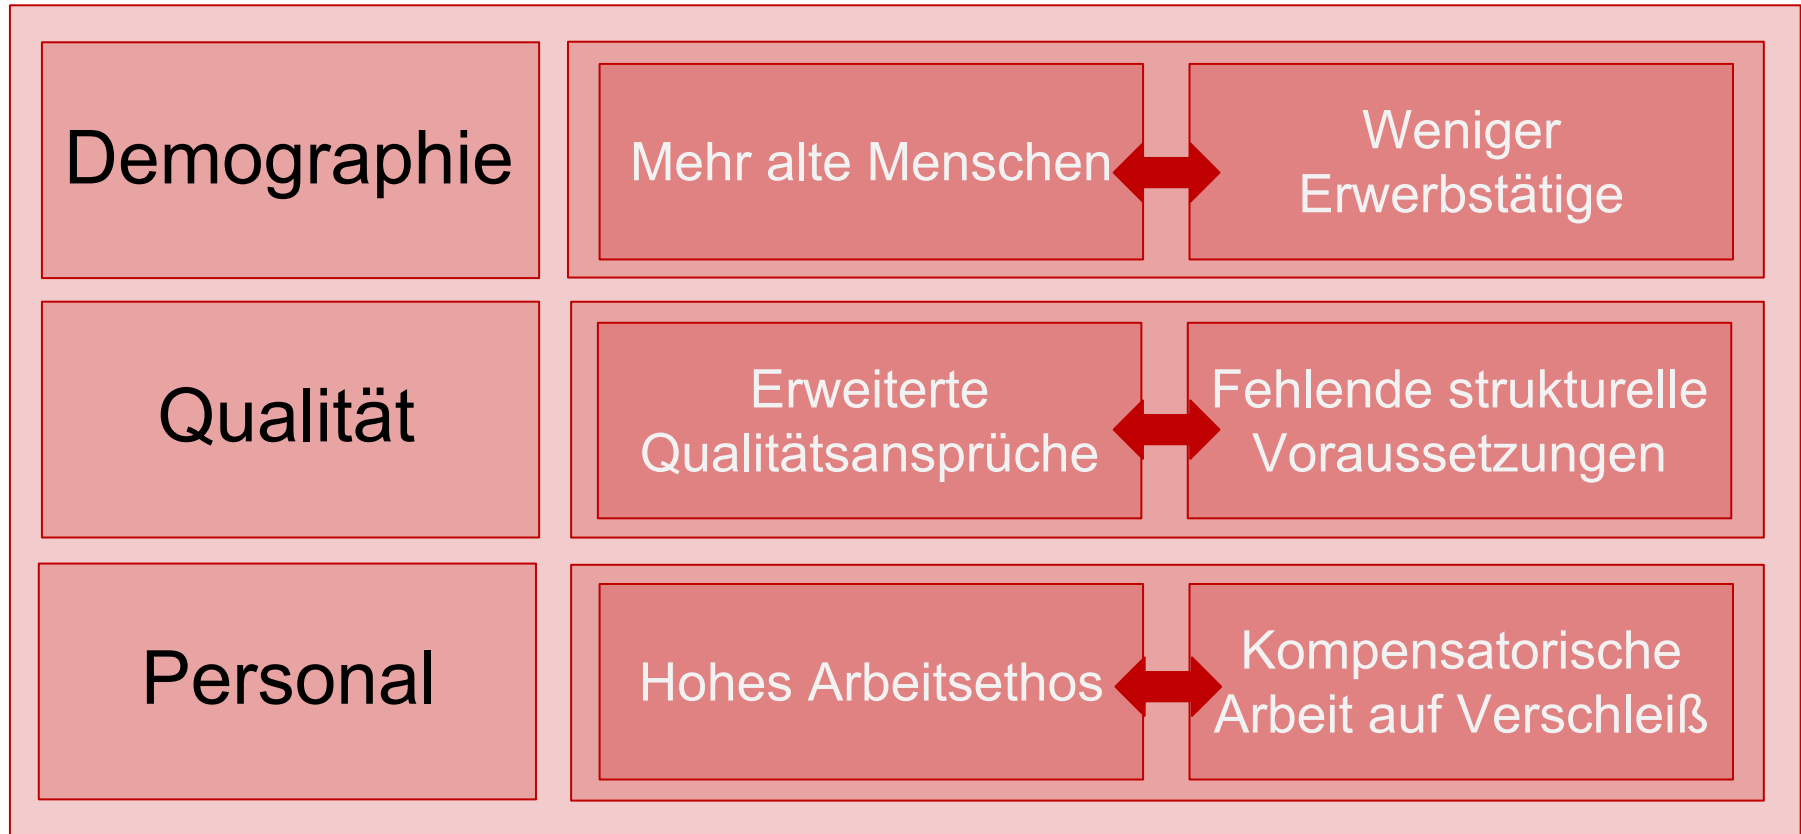 Demographie
Mehr alte Menschen
Weniger
Erwerbstätige
Qualität
Erweiterte
Qualitätsansprüche
Fehlende strukturelle
Voraussetzungen
Personal
Hohes Arbeitsethos
Kompensatorische
Arbeit auf Verschleiß